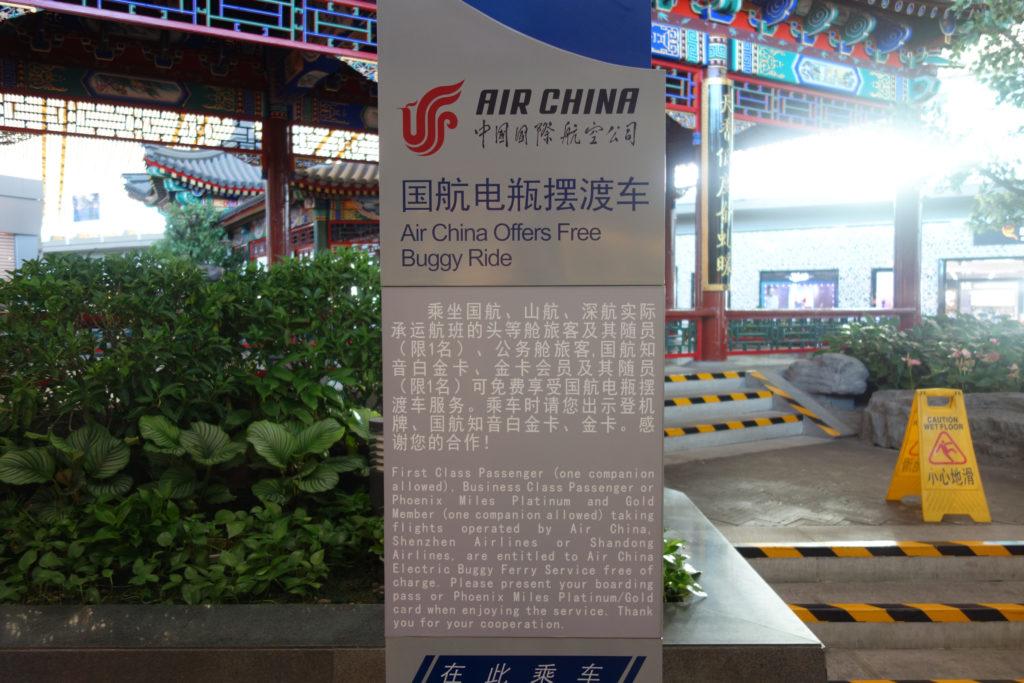 AIR CHINA
中国国際航空公司
国航电瓶摆渡车
Air China Offers Free
Buggy Ride
乘坐国航、山航、深航实际
承运航班的头等舱旅客及其随员
(限1名)、公务舱旅客,国航知
音白金卡、金卡会员及其随员
(限1名)可免费享受国航电瓶摆
渡车服务。乘车时请您出示登机
牌、国航知音白金卡、金卡。感
谢您的合作!
First Class Passenger (one companion
allowed), Business Class Passenger or
Phoenix Miles Platinum and Gold
Member (one companion allowed) taking
flights operated by Air China,
Shenzhen Airlines or Shandong
Airlines, are entitled to Air China
Electric Buggy Ferry Service free of
charge. Please present your boarding
pass or Phoenix Miles Platinum/Gold
card when enjoying the service. Thank
you for your cooperation.
在此乘车
CAUTION
WET FLOOR
小心地滑